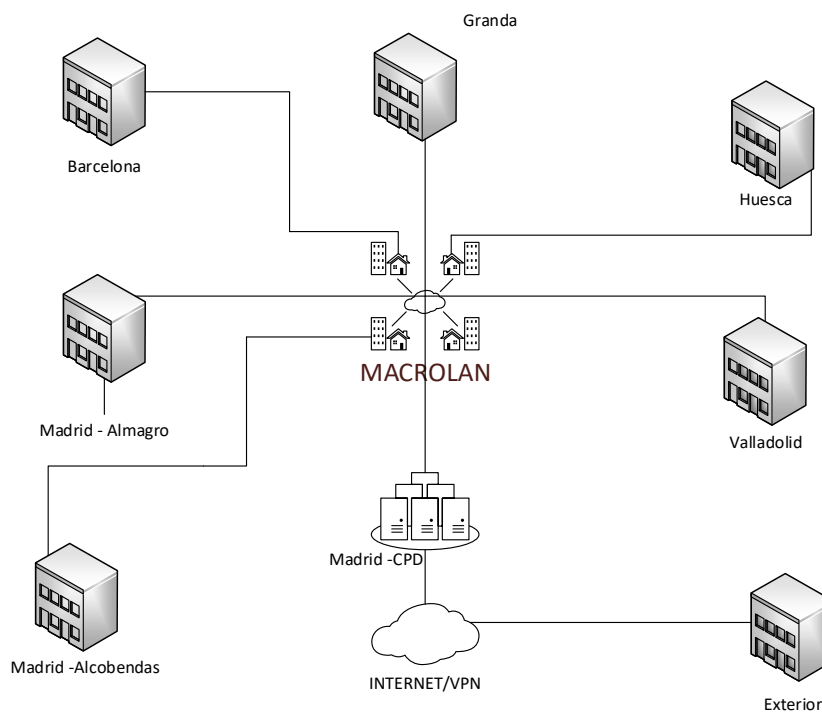 Granda
Barcelona
Huesca
MACROLAN
Madrid - Almagro
Valladolid
Madrid -CPD
Madrid -Alcobendas
INTERNET/VPN
Exterior